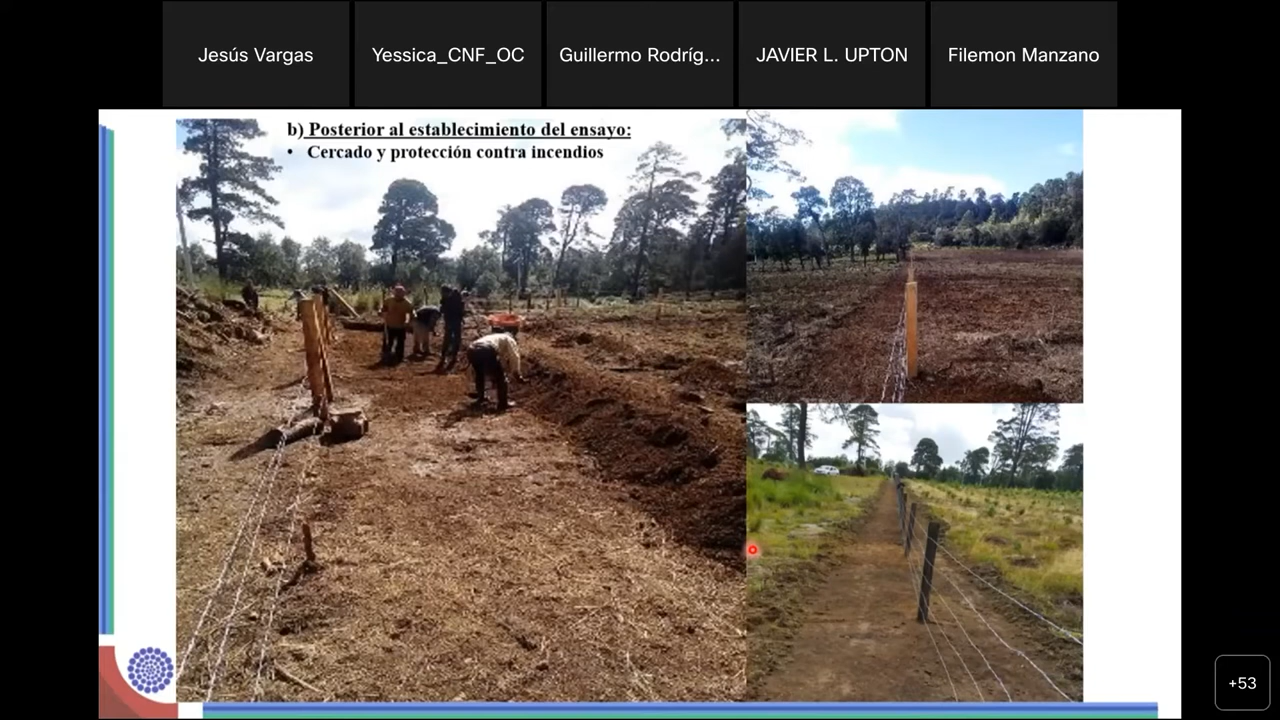 Jesús Vargas
Yessica_CNF_OC
Guillermo Rodríg...
JAVIER L. UPTON
Filemon Manzano
b) Posterior al establecimiento del ensayo:
• Cercado y protección contra incendios
+53